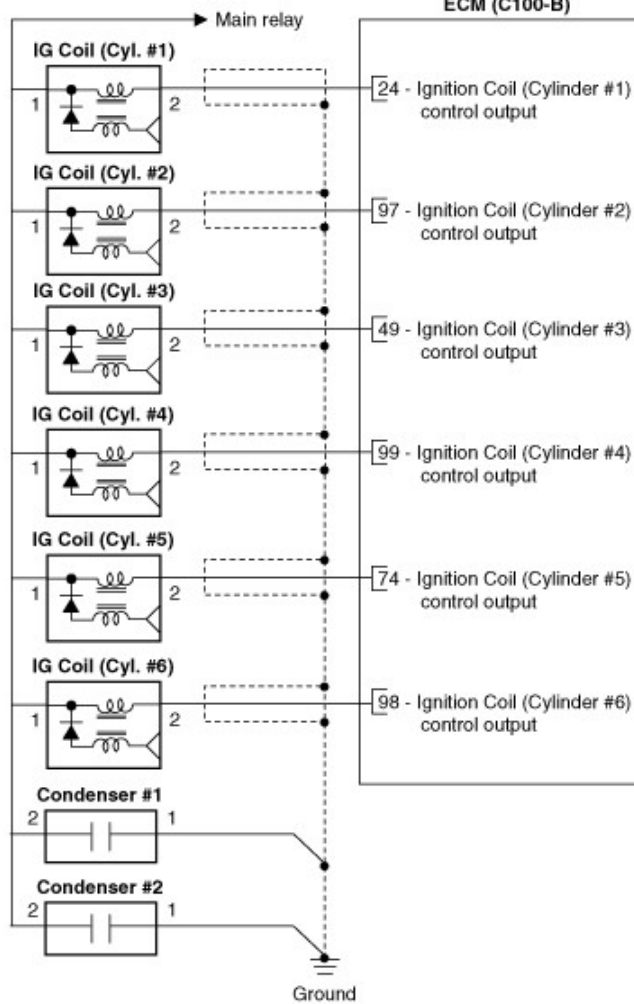 ECM (C100-B)
Main relay
IG Coil (Cyl. #1)
1
2
24 - Ignition Coil (Cylinder #1)
control output
IG Coil (Cyl. #2)
1
2
97 - Ignition Coil (Cylinder #2)
control output
IG Coil (Cyl. #3)
1
2
49 - Ignition Coil (Cylinder #3)
control output
IG Coil (Cyl. #4)
1
2
99 - Ignition Coil (Cylinder #4)
control output
IG Coil (Cyl. #5)
1
2
74 - Ignition Coil (Cylinder #5)
control output
IG Coil (Cyl. #6)
1
2
98 - Ignition Coil (Cylinder #6)
control output
Condenser #1
2
1
Condenser #2
2
1
Ground